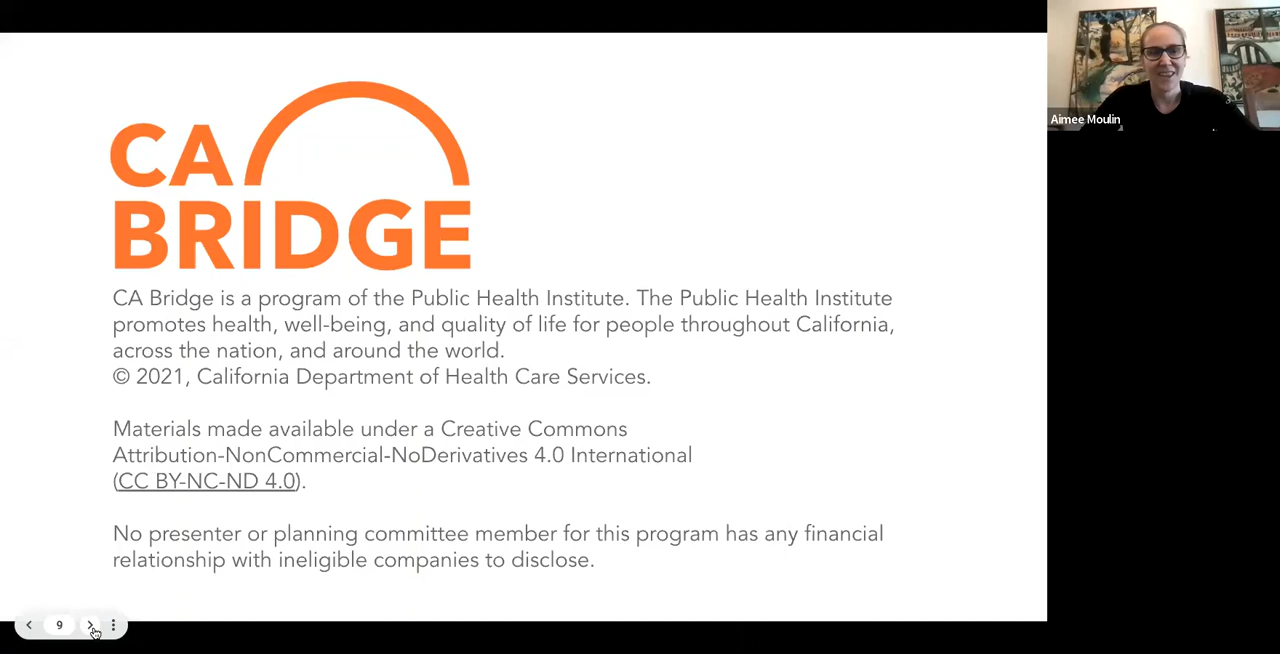 CA
BRIDGE
CA Bridge is a program of the Public Health Institute. The Public Health Institute
promotes health, well-being, and quality of life for people throughout California,
across the nation, and around the world.
© 2021, California Department of Health Care Services.
Materials made available under a Creative Commons
Attribution-NonCommercial-NoDerivatives 4.0 International
(CC BY-NC-ND 4.0).
No presenter or planning committee member for this program has any financial
relationship with ineligible companies to disclose.
9
Aimee Moulin